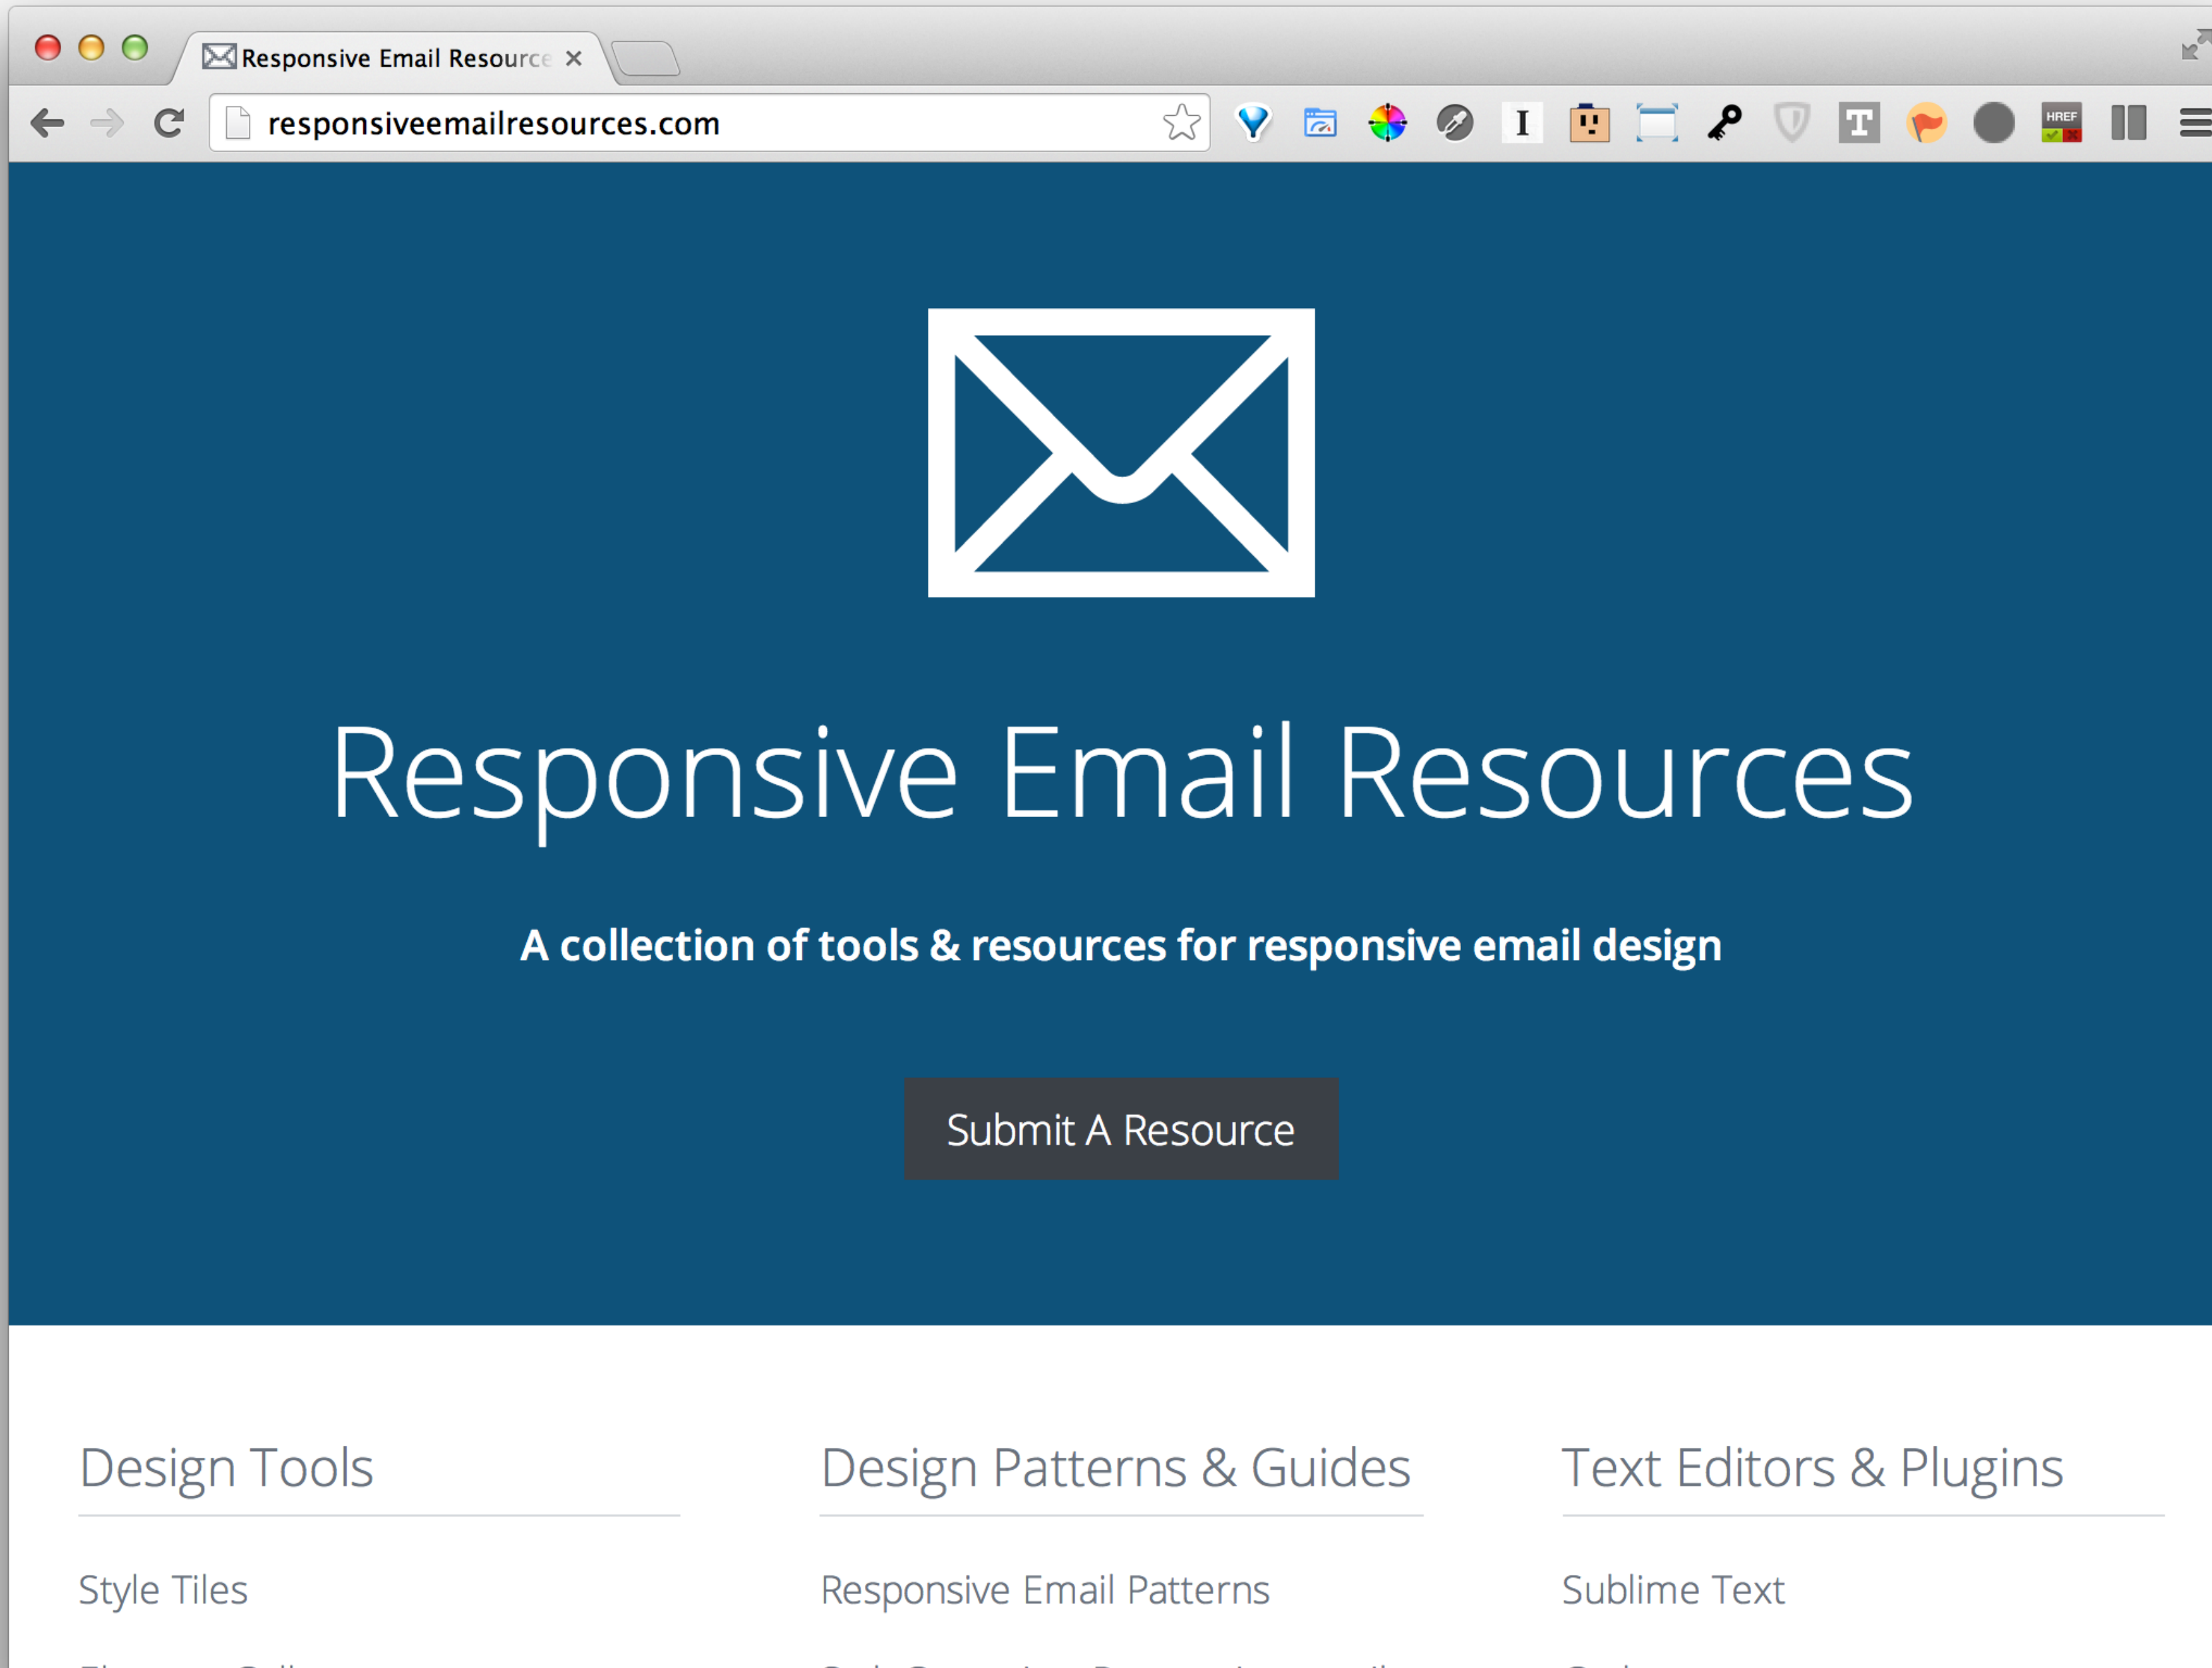 Responsive Email Resource
responsiveemailresources.com
I
T
HREF
Responsive Email Resources
A collection of tools & resources for responsive email design
Submit A Resource
Design Tools
Design Patterns & Guides
Text Editors & Plugins
Style Tiles
Responsive Email Patterns
Sublime Text